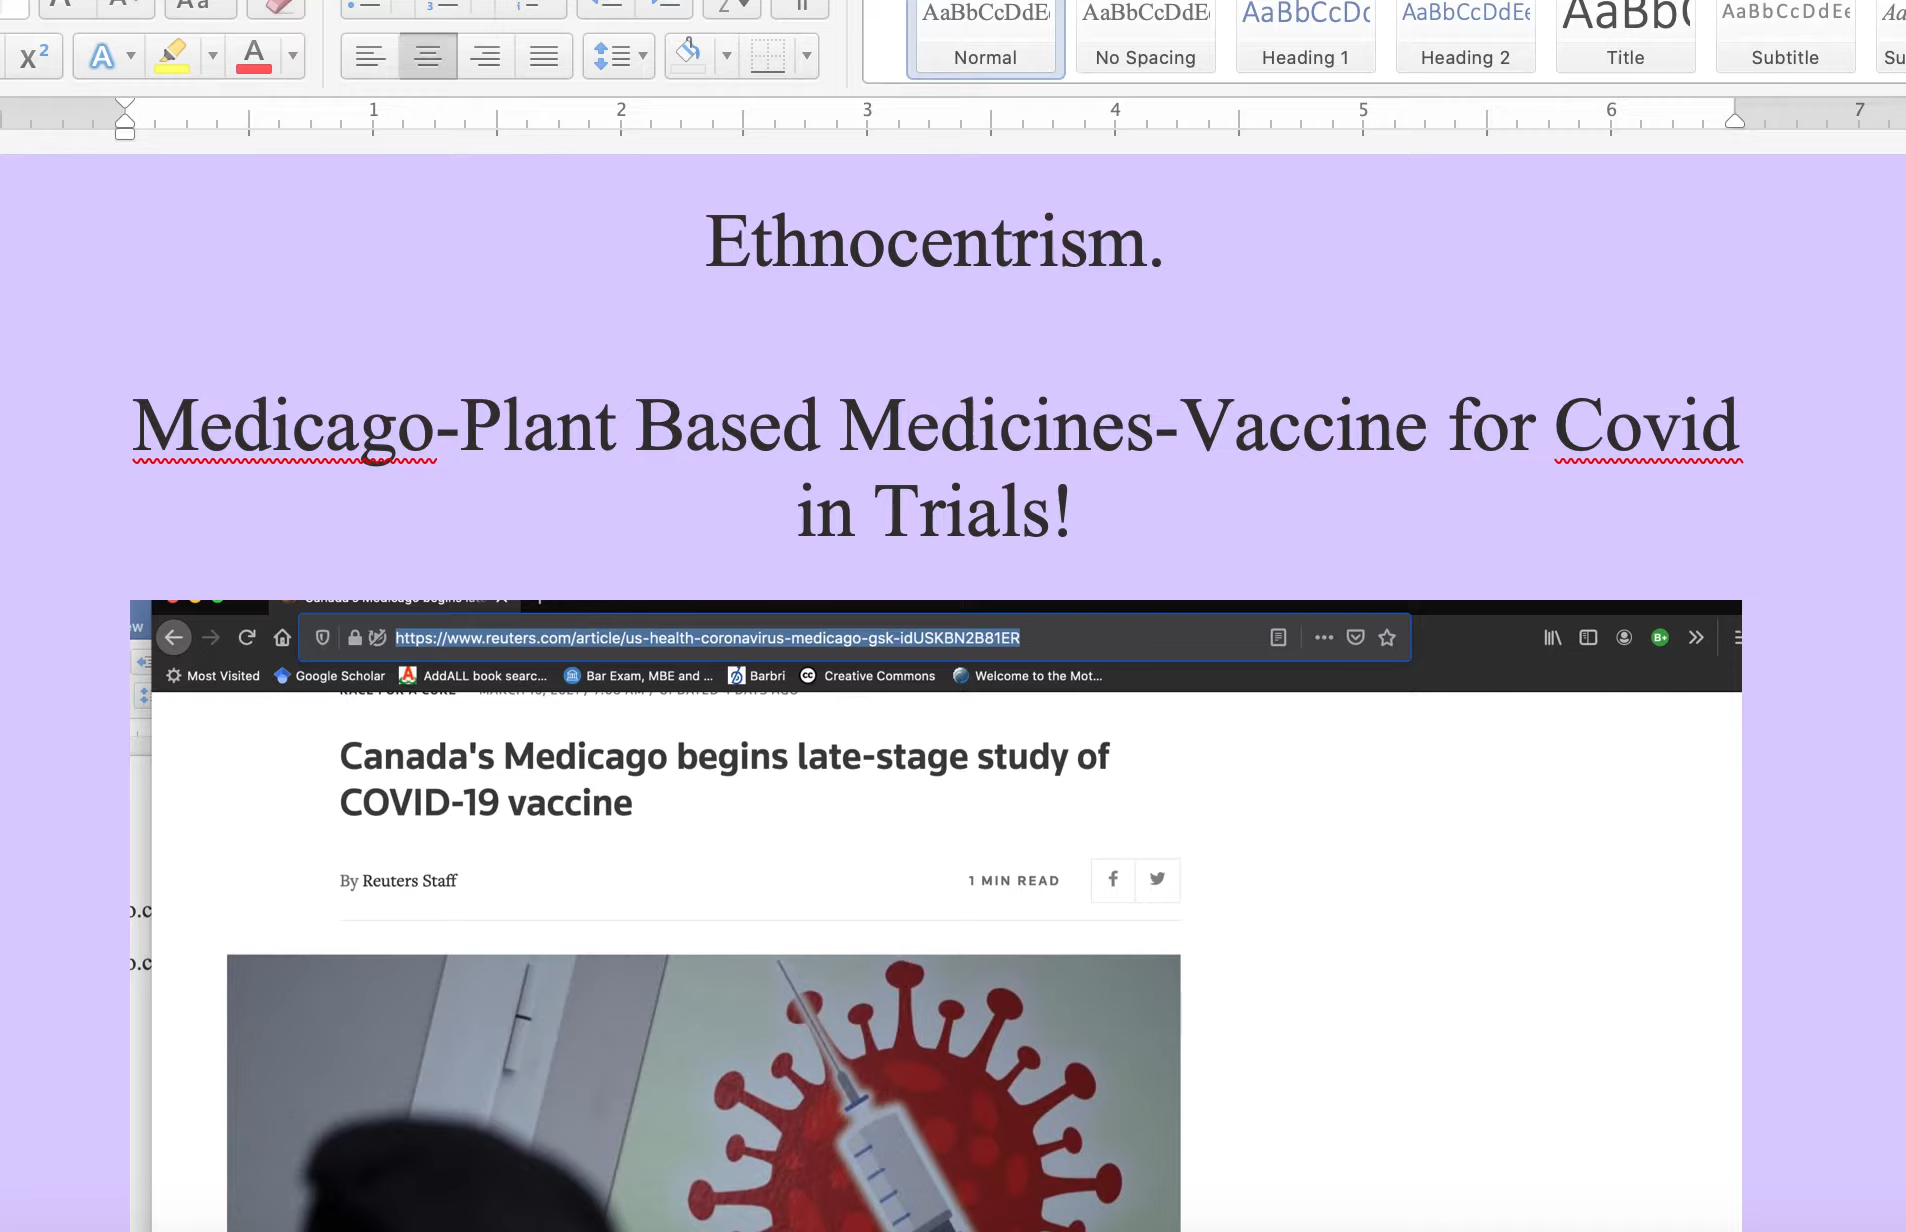 X2 A A
AaBbCcDdE AaBbCcDdE AaBbCcDc AaBbCcDdEe AaBb( AaBbCcDdEe
Normal No Spacing Heading 1 Heading 2 Title Subtitle Su
1 2 3 4 5 6 7
Ethnocentrism.
Medicago-Plant Based Medicines-Vaccine for Covid
in Trials!
https://www.reuters.com/article/us-health-coronavirus-medicago-gsk-idUSKBN2B81ER
Most Visited Google Scholar AddALL book searc... Bar Exam, MBE and ... Barbri Creative Commons Welcome to the Mot...
Canada's Medicago begins late-stage study of
COVID-19 vaccine
By Reuters Staff 1 MIN READ